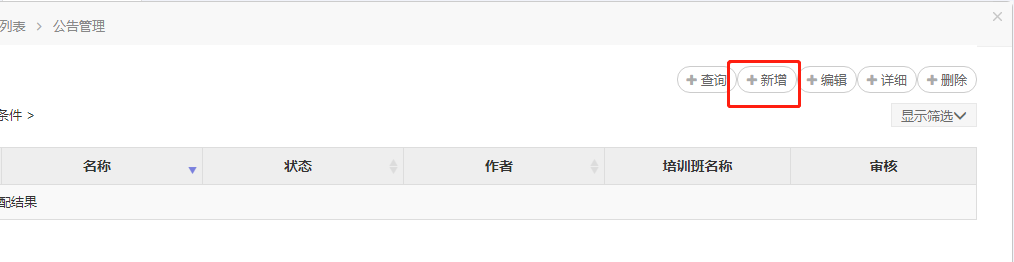 列表 > 公告管理 ×
查询 新增 编辑 详细 删除
条件 >
显示筛选
名称 状态 作者 培训班名称 审核
配结果